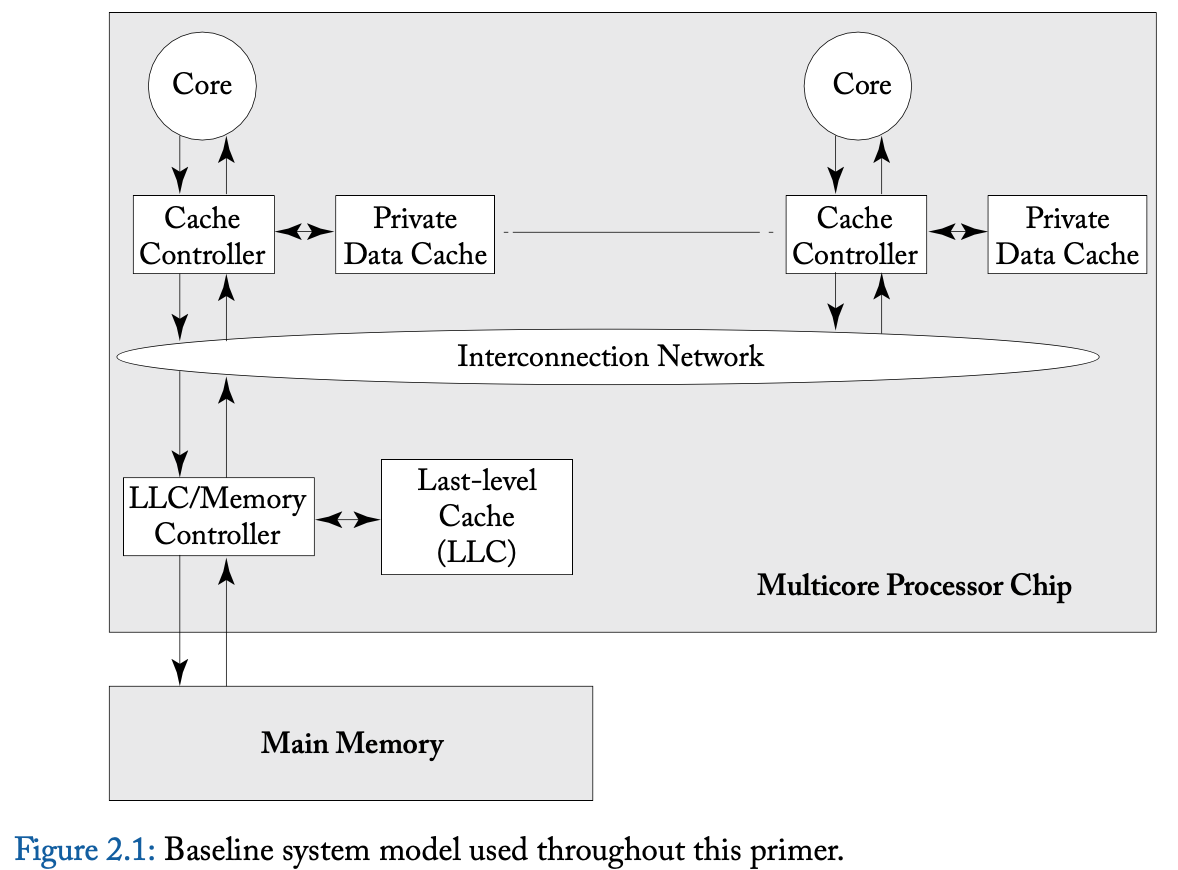 Core
Core
Cache
Controller
Private
Data Cache
Cache
Controller
Private
Data Cache
Interconnection Network
LLC/Memory
Controller
Last-level
Cache
(LLC)
Multicore Processor Chip
Main Memory
Figure 2.1: Baseline system model used throughout this primer.